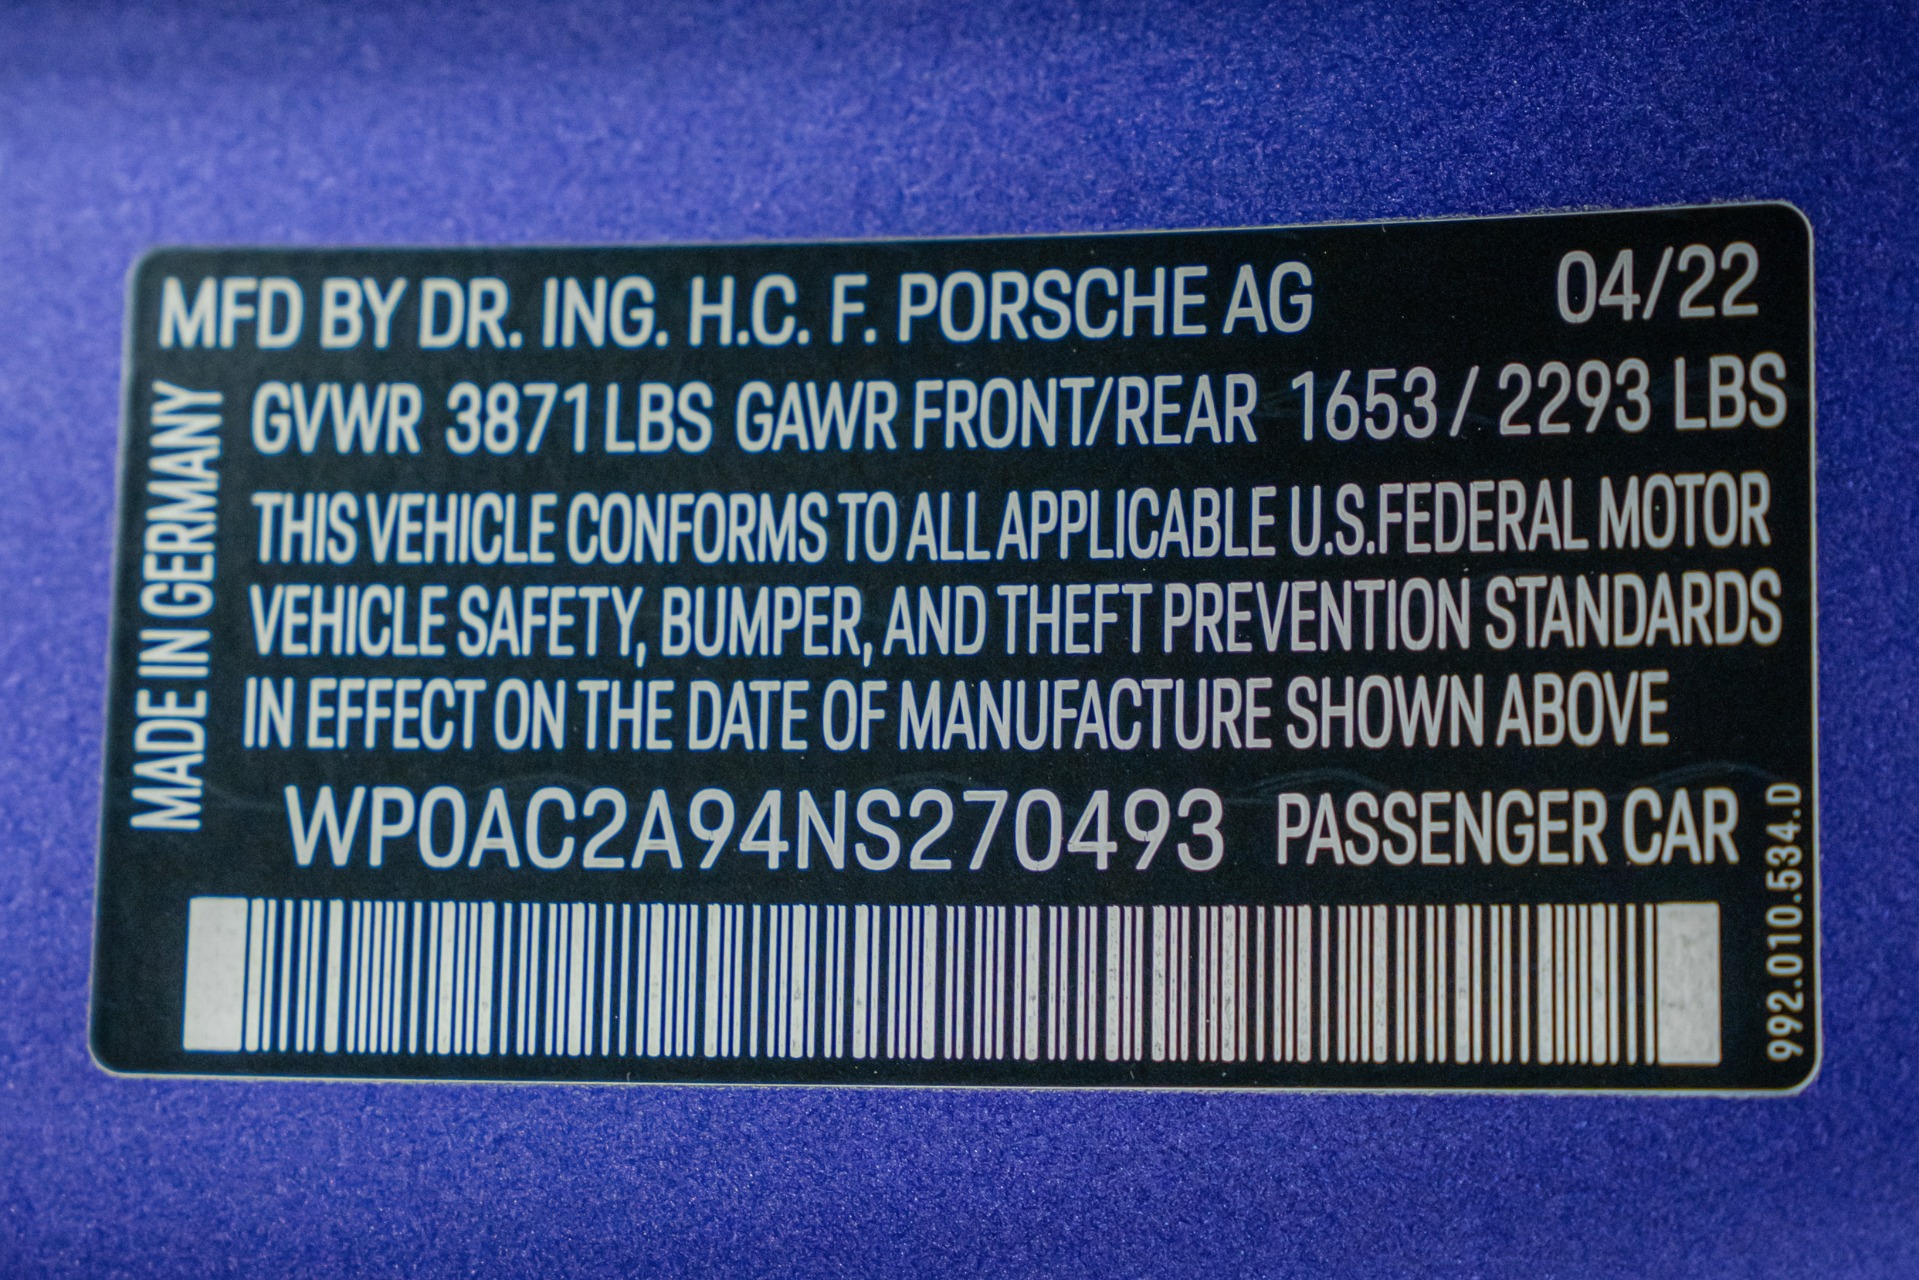 MFD BY DR. ING. H.C. F. PORSCHE AG 04/22
GVWR 3871 LBS GAWR FRONT/REAR 1653 / 2293 LBS
THIS VEHICLE CONFORMS TO ALL APPLICABLE U.S.FEDERAL MOTOR
VEHICLE SAFETY, BUMPER, AND THEFT PREVENTION STANDARDS
IN EFFECT ON THE DATE OF MANUFACTURE SHOWN ABOVE
WP0AC2A94NS270493 PASSENGER CAR
MADE IN GERMANY
992.010.534.D